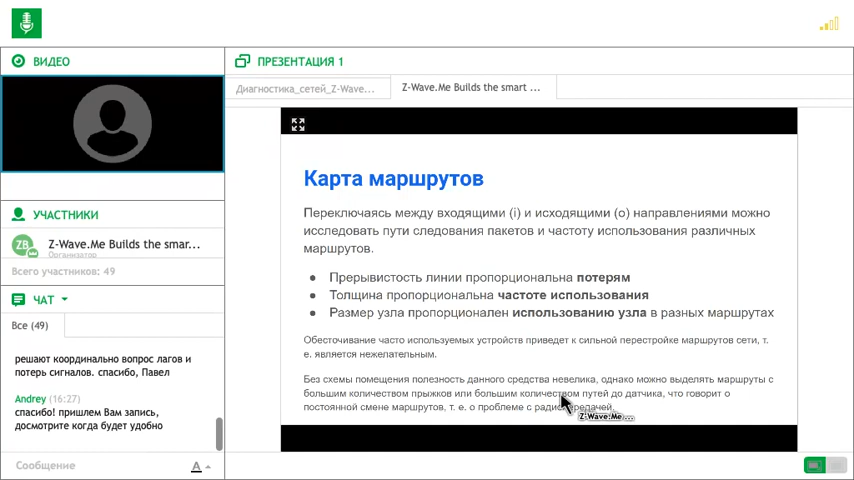 ВИДЕО
ПРЕЗЕНТАЦИЯ 1
Диагностика_сетей_Z-Wave...
Z-Wave.Me Builds the smart ...
Карта маршрутов
Переключаясь между входящими (i) и исходящими (o) направлениями можно
исследовать пути следования пакетов и частоту использования различных
маршрутов.
● Прерывистость линии пропорциональна потерям
● Толщина пропорциональна частоте использования
● Размер узла пропорционален использованию узла в разных маршрутах
Обесточивание часто используемых устройств приведет к сильной перестройке маршрутов сети, т.
е. является нежелательным.
Без схемы помещения полезность данного средства невелика, однако можно выделять маршруты с
большим количеством прыжков или большим количеством путей до датчика, что говорит о
постоянной смене маршрутов, т. е. о проблеме с радиопередачей.
Z-Wave.Me ...
УЧАСТНИКИ
ZB
Z-Wave.Me Builds the smar...
Организатор
Всего участников: 49
ЧАТ
Все (49)
решают координально вопрос лагов и
потерь сигналов. спасибо, Павел
Andrey (16:27)
спасибо! пришлем Вам запись,
досмотрите когда будет удобно
Сообщение
A